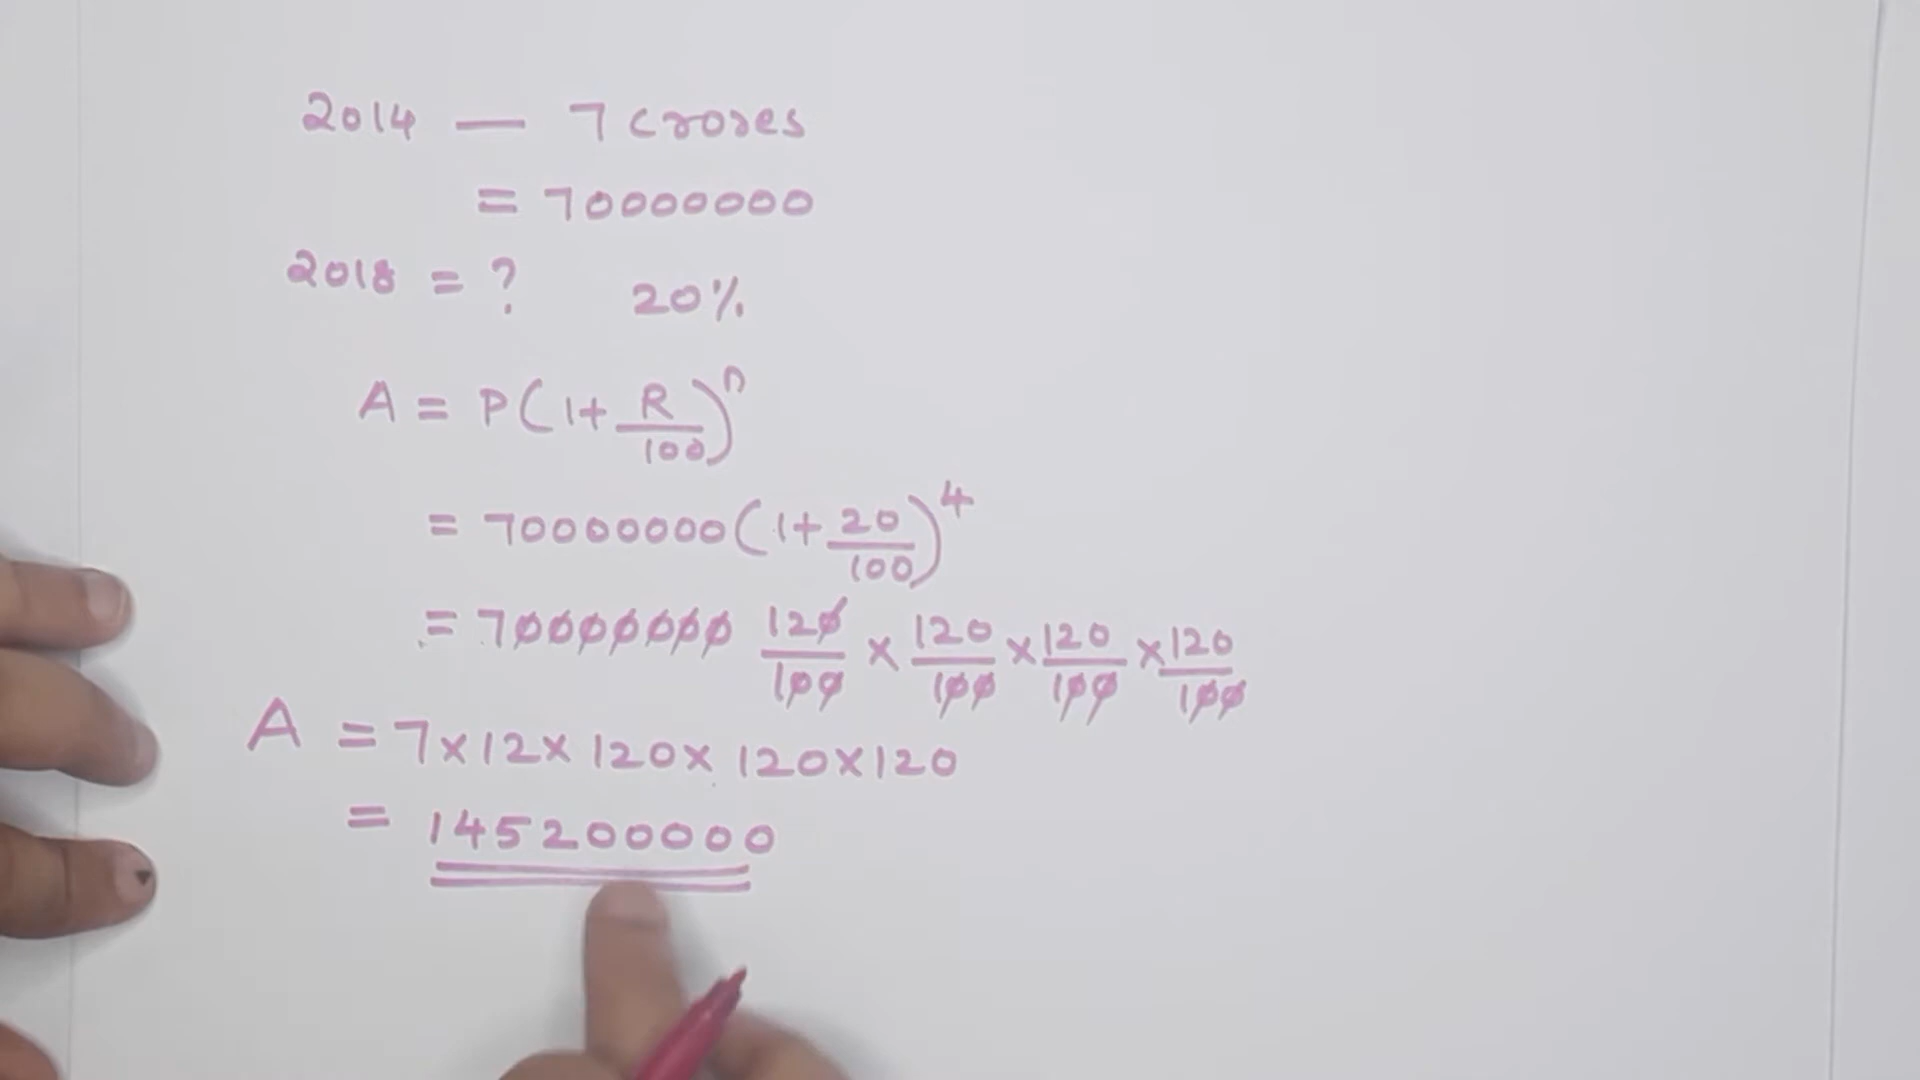 2014 — 7 crores
= 70000000
2018 = ? 20%
A = P(1+R/100)^n
= 70000000(1+20/100)^4
= 70000000 120/100 × 120/100 × 120/100 × 120/100
A = 7×12×120×120×120
= 145200000